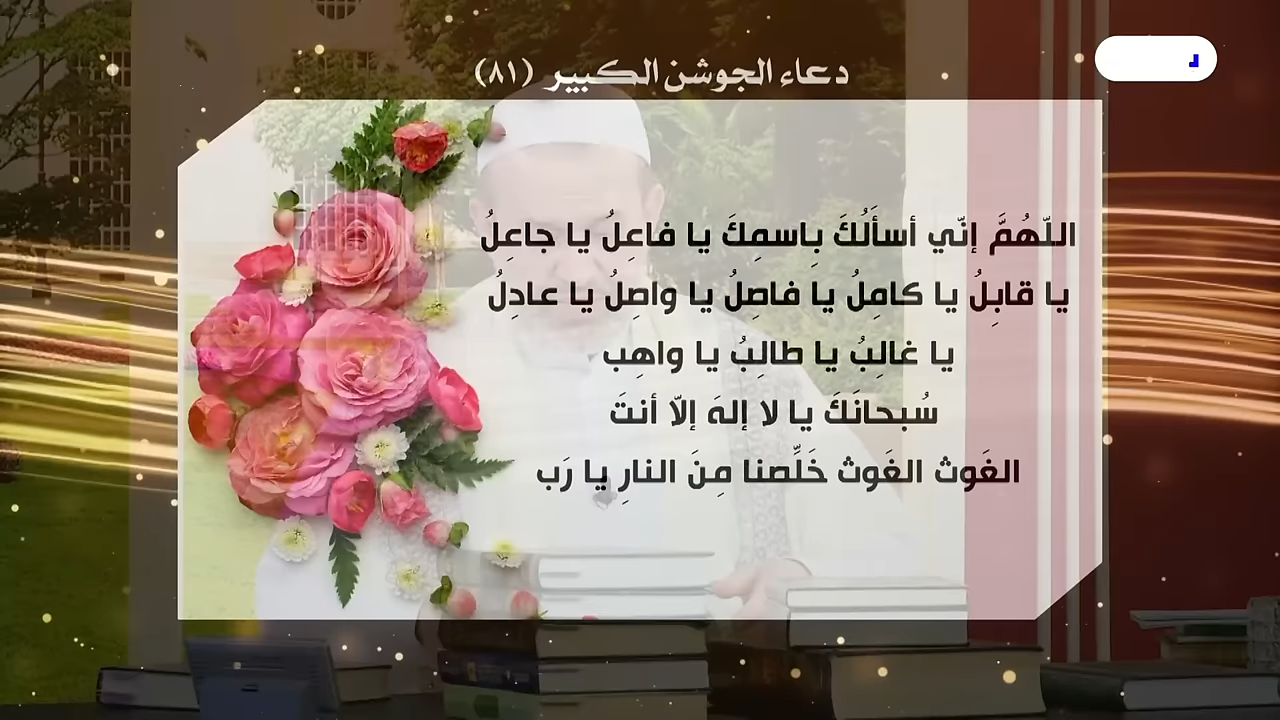 دعاء الجوشن الكبير (٨١)
اللّهُمَّ إنّي أسأَلُكَ بِاسمِكَ يا فاعِلُ يا جاعِلُ
يا قابِلُ يا كامِلُ يا فاصِلُ يا واصِلُ يا عادِلُ
يا غالِبُ يا طالِبُ يا واهِب
سُبحانَكَ يا لا إلهَ إلاّ أنتَ
الغَوث الغَوث خَلِّصنا مِنَ النارِ يا رَب